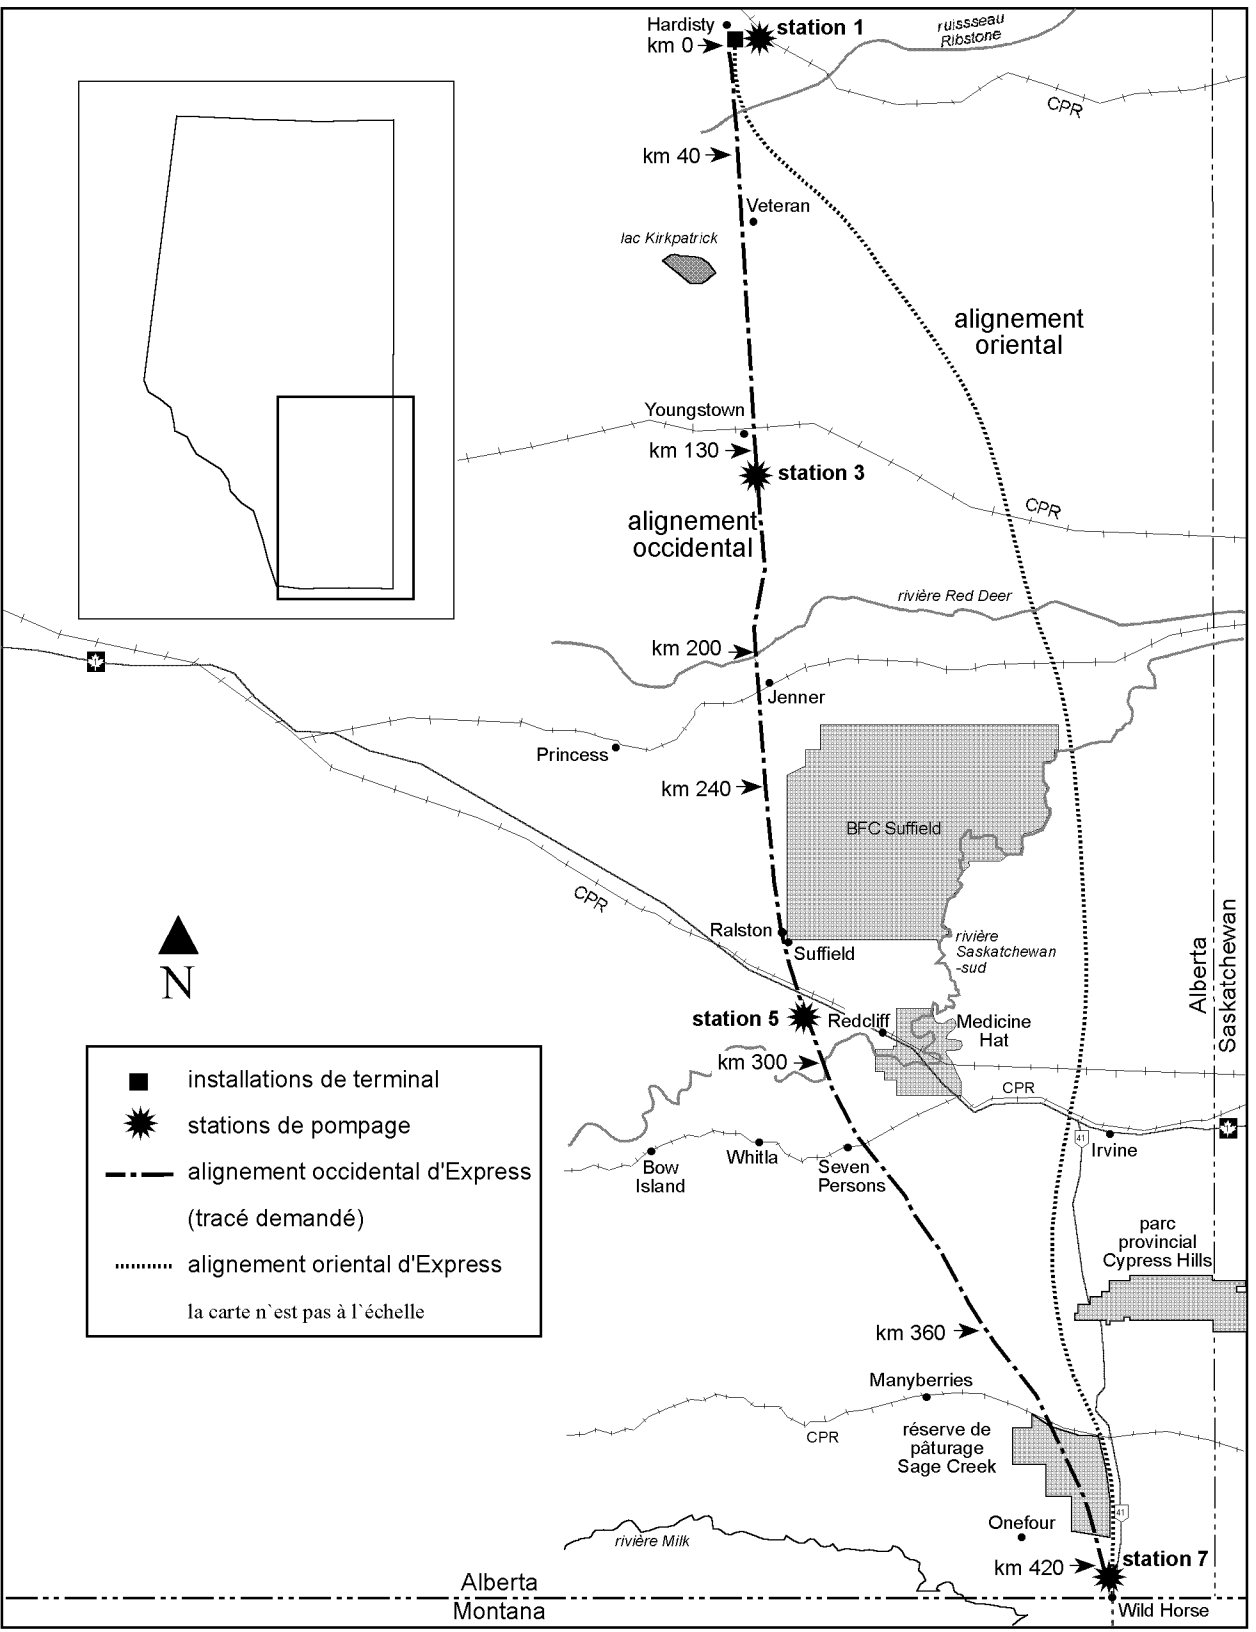 Hardisty
station 1
km 0
ruissseau
Ribstone
CPR
km 40
Veteran
lac Kirkpatrick
alignement
oriental
Youngstown
km 130
station 3
CPR
alignement
occidental
rivière Red Deer
km 200
Jenner
Princess
km 240
BFC Suffield
CPR
Ralston
Suffield
rivière
Saskatchewan
-sud
Alberta
Saskatchewan
N
station 5
Redcliff
Medicine
Hat
km 300
CPR
41
Irvine
Bow
Island
Whitla
Seven
Persons
installations de terminal
stations de pompage
alignement occidental d'Express
(tracé demandé)
alignement oriental d'Express
la carte n`est pas à l`échelle
parc
provincial
Cypress Hills
km 360
Manyberries
CPR
réserve de
pâturage
Sage Creek
41
Onefour
rivière Milk
km 420
station 7
Alberta
Montana
Wild Horse
1
1